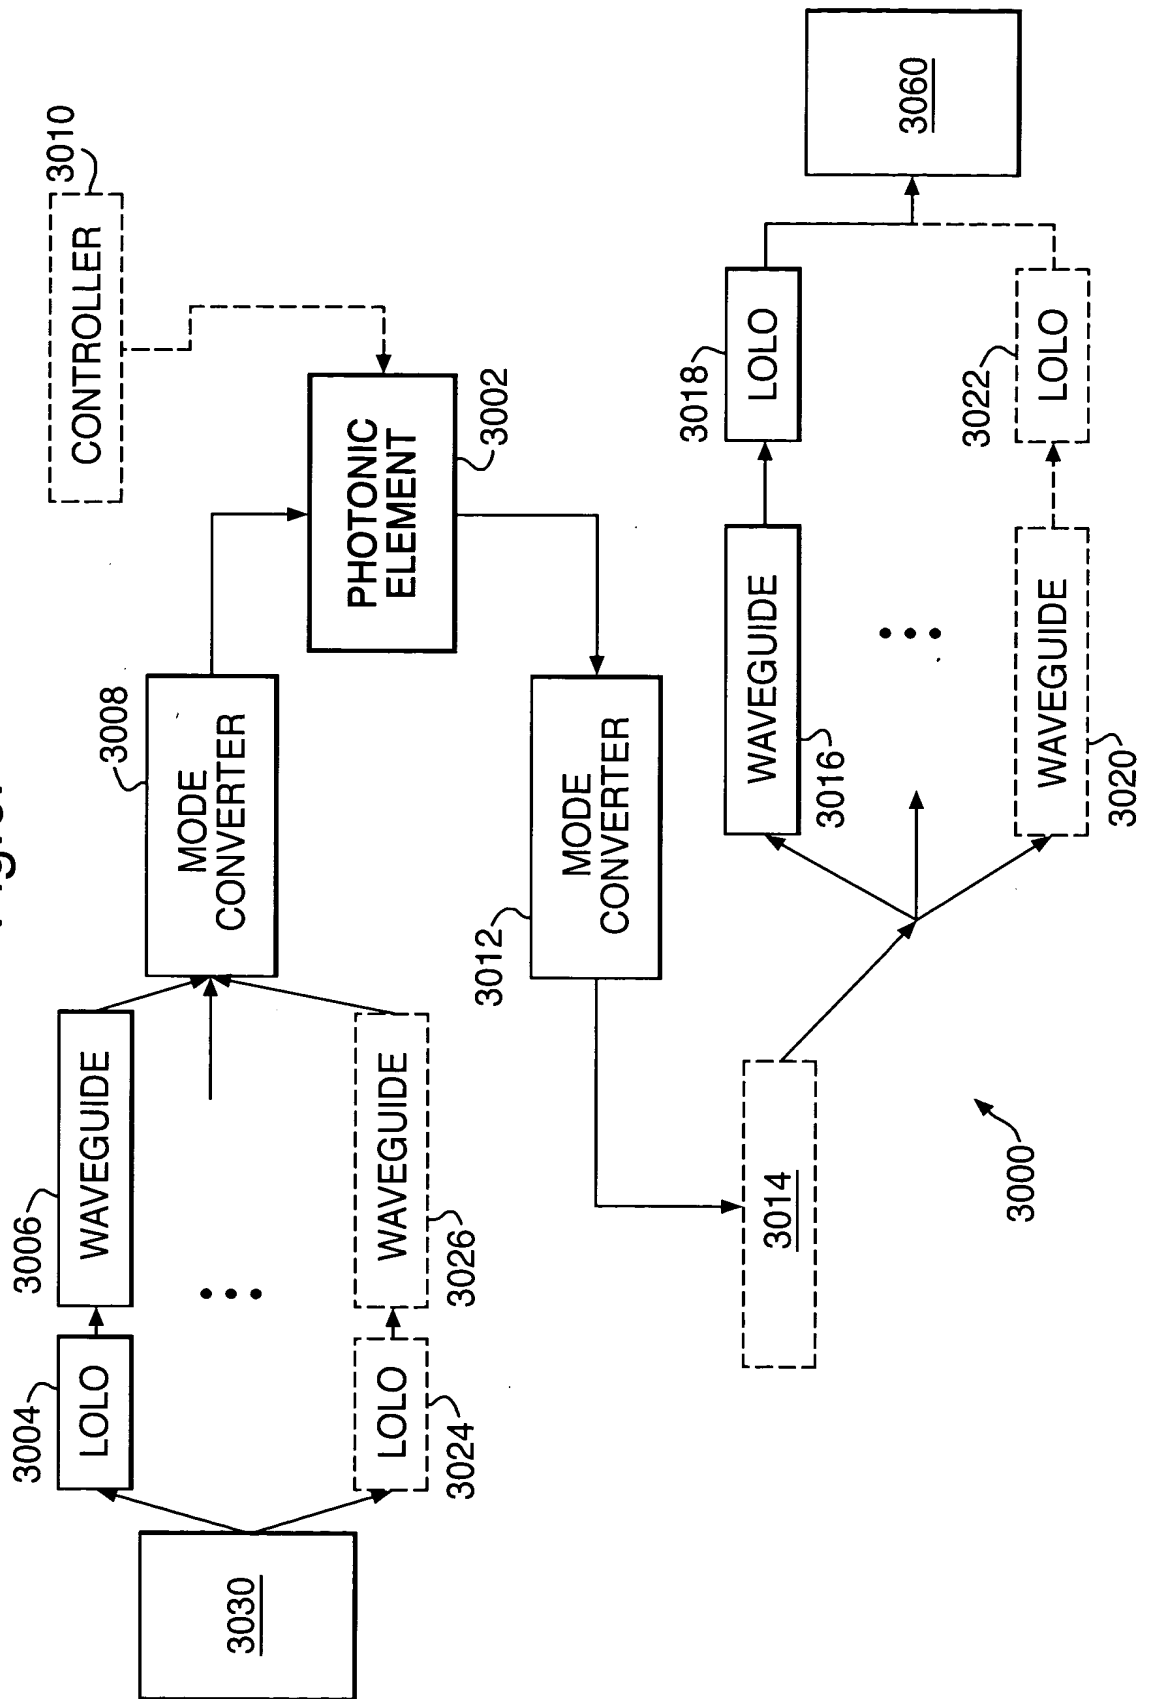 3010
CONTROLLER
3008
MODE
CONVERTER
PHOTONIC
ELEMENT
3002
3006
WAVEGUIDE
3004
LOLO
3026
WAVEGUIDE
3024
LOLO
3030
3012
MODE
CONVERTER
3014
3016
WAVEGUIDE
3018
LOLO
3020
WAVEGUIDE
3022
LOLO
3060
3000